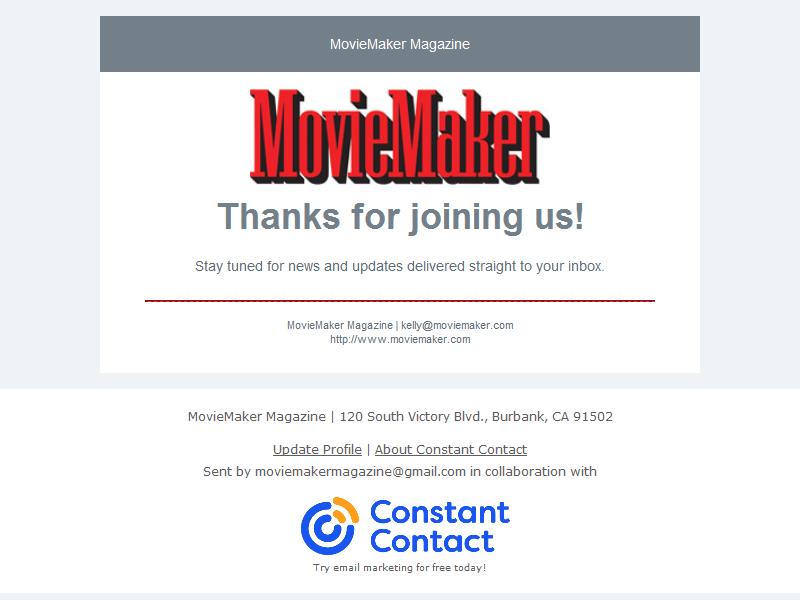 MovieMaker Magazine
MovieMaker
Thanks for joining us!
Stay tuned for news and updates delivered straight to your inbox.
MovieMaker Magazine | kelly@moviemaker.com
http://www.moviemaker.com
MovieMaker Magazine | 120 South Victory Blvd., Burbank, CA 91502
Update Profile | About Constant Contact
Sent by moviemakermagazine@gmail.com in collaboration with
Constant
Contact
Try email marketing for free today!